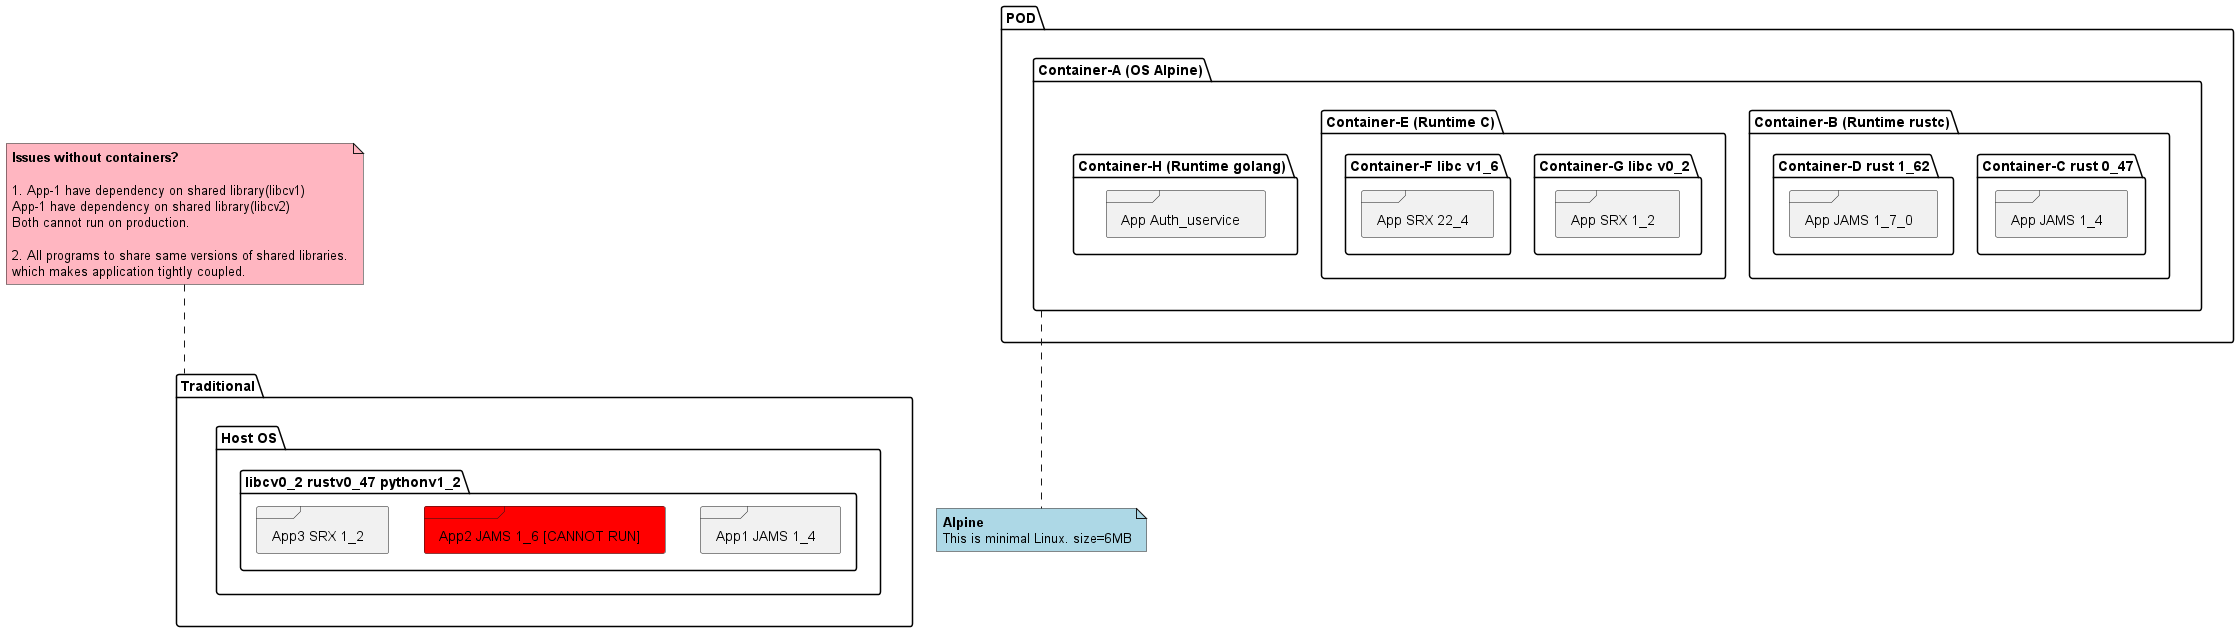 POD
Container-A (OS Alpine)
Container-E (Runtime C)
Container-B (Runtime rustc)
Container-H (Runtime golang)
Container-F libc v1_6
Container-G libc v0_2
Container-D rust 1_62
Container-C rust 0_47
App Auth_uservice
App SRX 22_4
App SRX 1_2
App JAMS 1_7_0
App JAMS 1_4
Issues without containers?
1. App-1 have dependency on shared library(libcv1)
App-1 have dependency on shared library(libcv2)
Both cannot run on production.
2. All programs to share same versions of shared libraries.
which makes application tightly coupled.
Traditional
Host OS
libcv0_2 rustv0_47 pythonv1_2
App3 SRX 1_2
App2 JAMS 1_6 [CANNOT RUN]
App1 JAMS 1_4
Alpine
This is minimal Linux. size=6MB